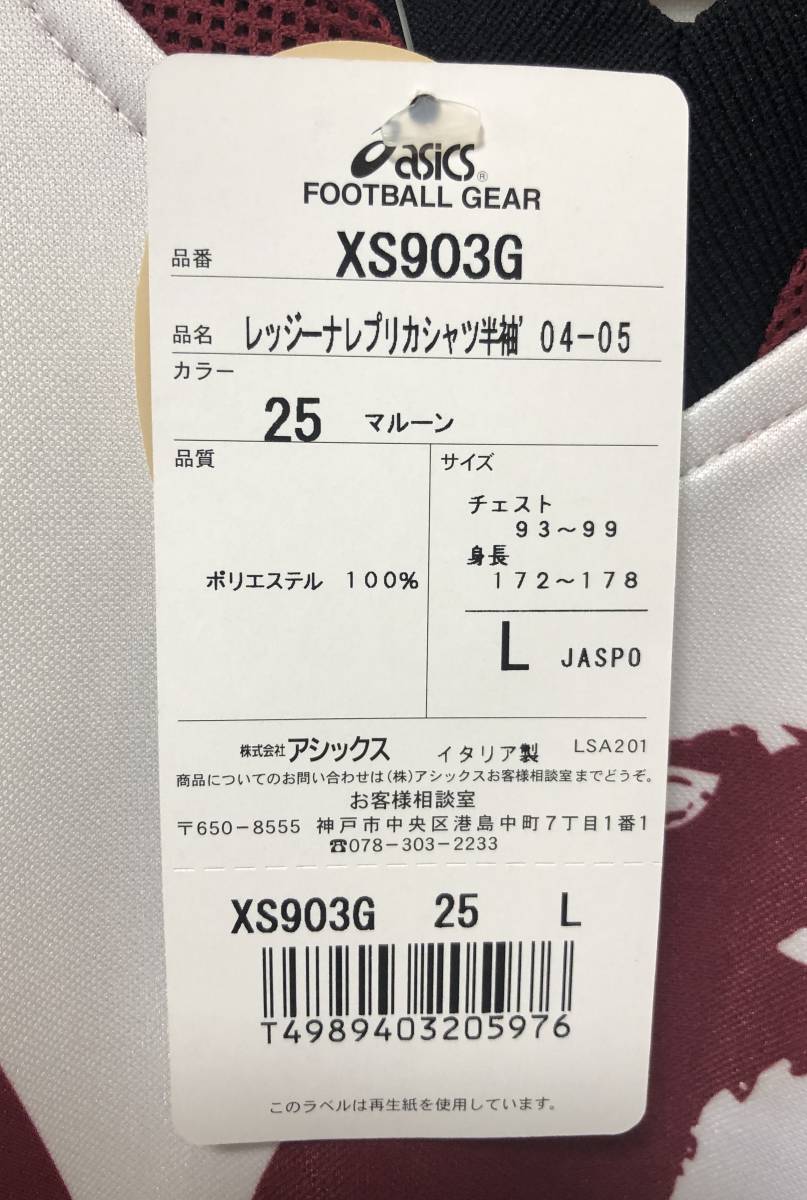 asics®
FOOTBALL GEAR
品番 XS903G
品名 レッジーナレプリカシャツ半袖' 04-05
カラー
25 マルーン
品質
ポリエステル 100%
サイズ
チェスト
93～99
身長
172～178
L JASPO
株式会社アシックス イタリア製 LSA201
商品についてのお問い合わせは(株)アシックスお客様相談室までどうぞ。
お客様相談室
〒650-8555 神戸市中央区港島中町7丁目1番1
☎078-303-2233
XS903G 25 L
T4989403205976
このラベルは再生紙を使用しています。